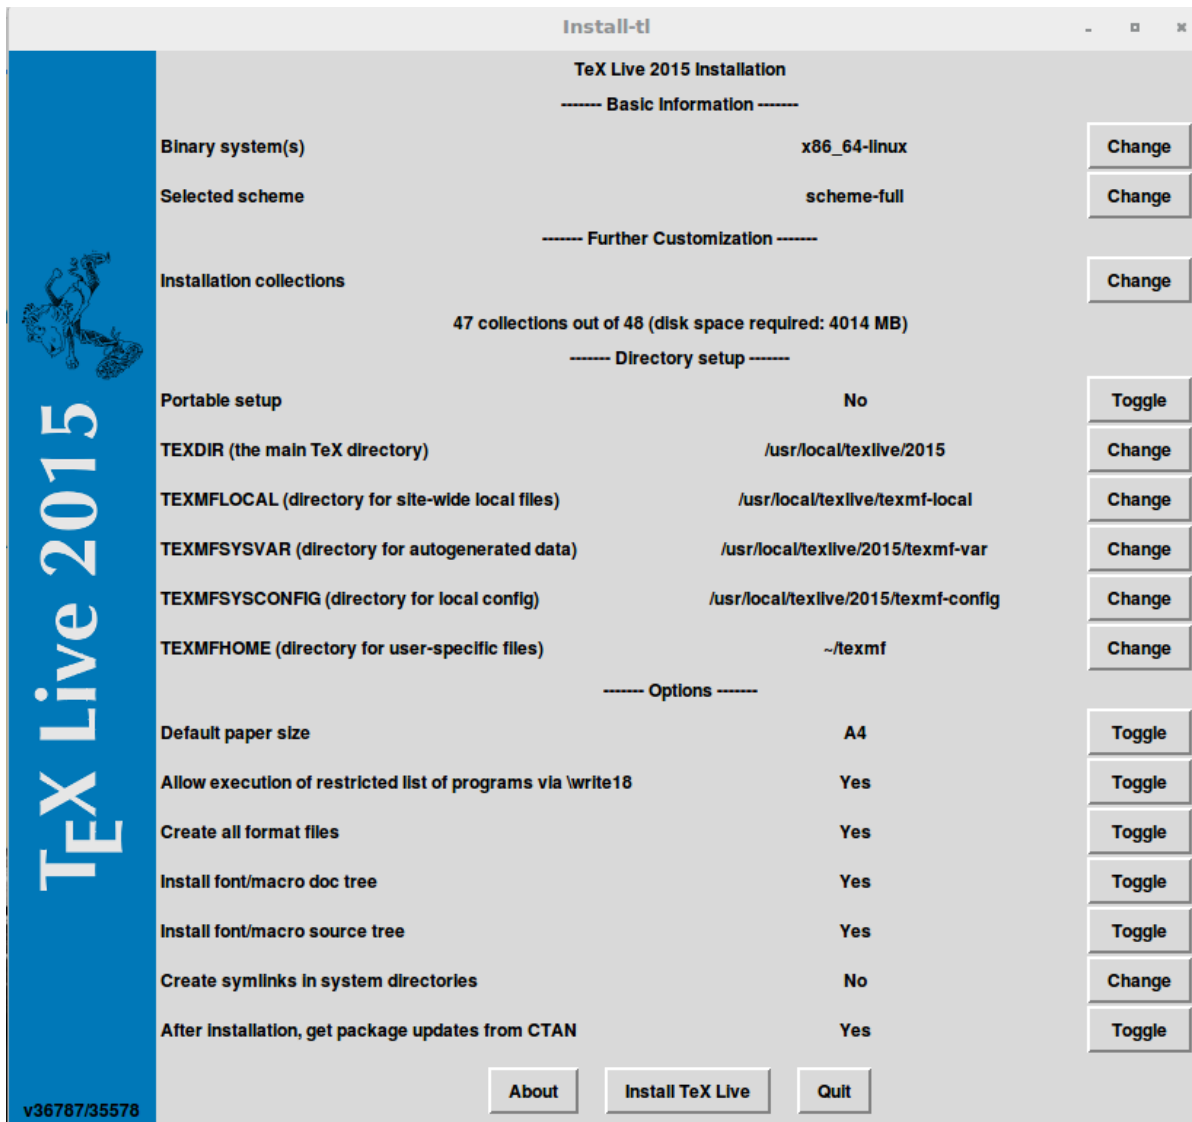 Install-tl
TeX Live 2015 Installation
------- Basic Information -------
Binary system(s) x86_64-linux Change
Selected scheme scheme-full Change
------- Further Customization -------
Installation collections Change
47 collections out of 48 (disk space required: 4014 MB)
------- Directory setup -------
Portable setup No Toggle
TEXDIR (the main TeX directory) /usr/local/texlive/2015 Change
TEXMFLOCAL (directory for site-wide local files) /usr/local/texlive/texmf-local Change
TEXMFSYSVAR (directory for autogenerated data) /usr/local/texlive/2015/texmf-var Change
TEXMFSYSCONFIG (directory for local config) /usr/local/texlive/2015/texmf-config Change
TEXMFHOME (directory for user-specific files) ~/texmf Change
------- Options -------
Default paper size A4 Toggle
Allow execution of restricted list of programs via \write18 Yes Toggle
Create all format files Yes Toggle
Install font/macro doc tree Yes Toggle
Install font/macro source tree Yes Toggle
Create symlinks in system directories No Change
After installation, get package updates from CTAN Yes Toggle
About Install TeX Live Quit
TEX Live 2015
v36787/35578